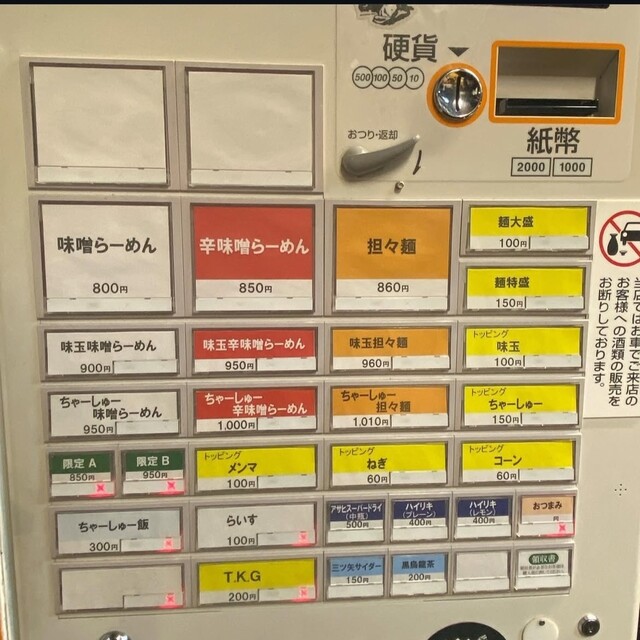 硬貨
500 100 50 10
おつり・返却
紙幣
2000 1000
味噌らーめん
800円
辛味噌らーめん
850円
担々麺
860円
麺大盛
100円
麺特盛
150円
味玉味噌らーめん
900円
味玉辛味噌らーめん
950円
味玉担々麺
960円
トッピング
味玉
100円
ちゃーしゅー
味噌らーめん
950円
ちゃーしゅー
辛味噌らーめん
1,000円
ちゃーしゅー
担々麺
1,010円
トッピング
ちゃーしゅー
150円
限定 A
850円
限定 B
950円
トッピング
メンマ
100円
トッピング
ねぎ
60円
トッピング
コーン
60円
ちゃーしゅー飯
300円
らいす
100円
アサヒスーパードライ
(中瓶)
500円
ハイリキ
(プレーン)
400円
ハイリキ
(レモン)
400円
おつまみ
円
T.K.G
200円
三ツ矢サイダー
150円
黒烏龍茶
200円
領収書
当店ではお車でご来店の
お客様への酒類の販売を
お断りしております。